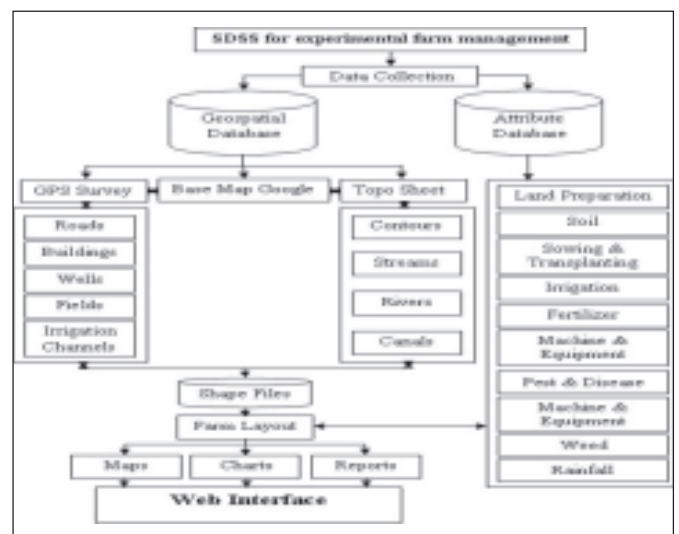 SDSS for experimental farm management
Data Collection
Geospatial
Database
Attribute
Database
GPS Survey
Base Map Google
Topo Sheet
Roads
Buildings
Wells
Fields
Irrigation
Channels
Contours
Streams
Rivers
Canals
Land Preparation
Soil
Sowing &
Transplanting
Irrigation
Fertilizer
Machine &
Equipment
Pest & Disease
Machine &
Equipment
Weed
Rainfall
Shape Files
Farm Layout
Maps
Charts
Reports
Web Interface